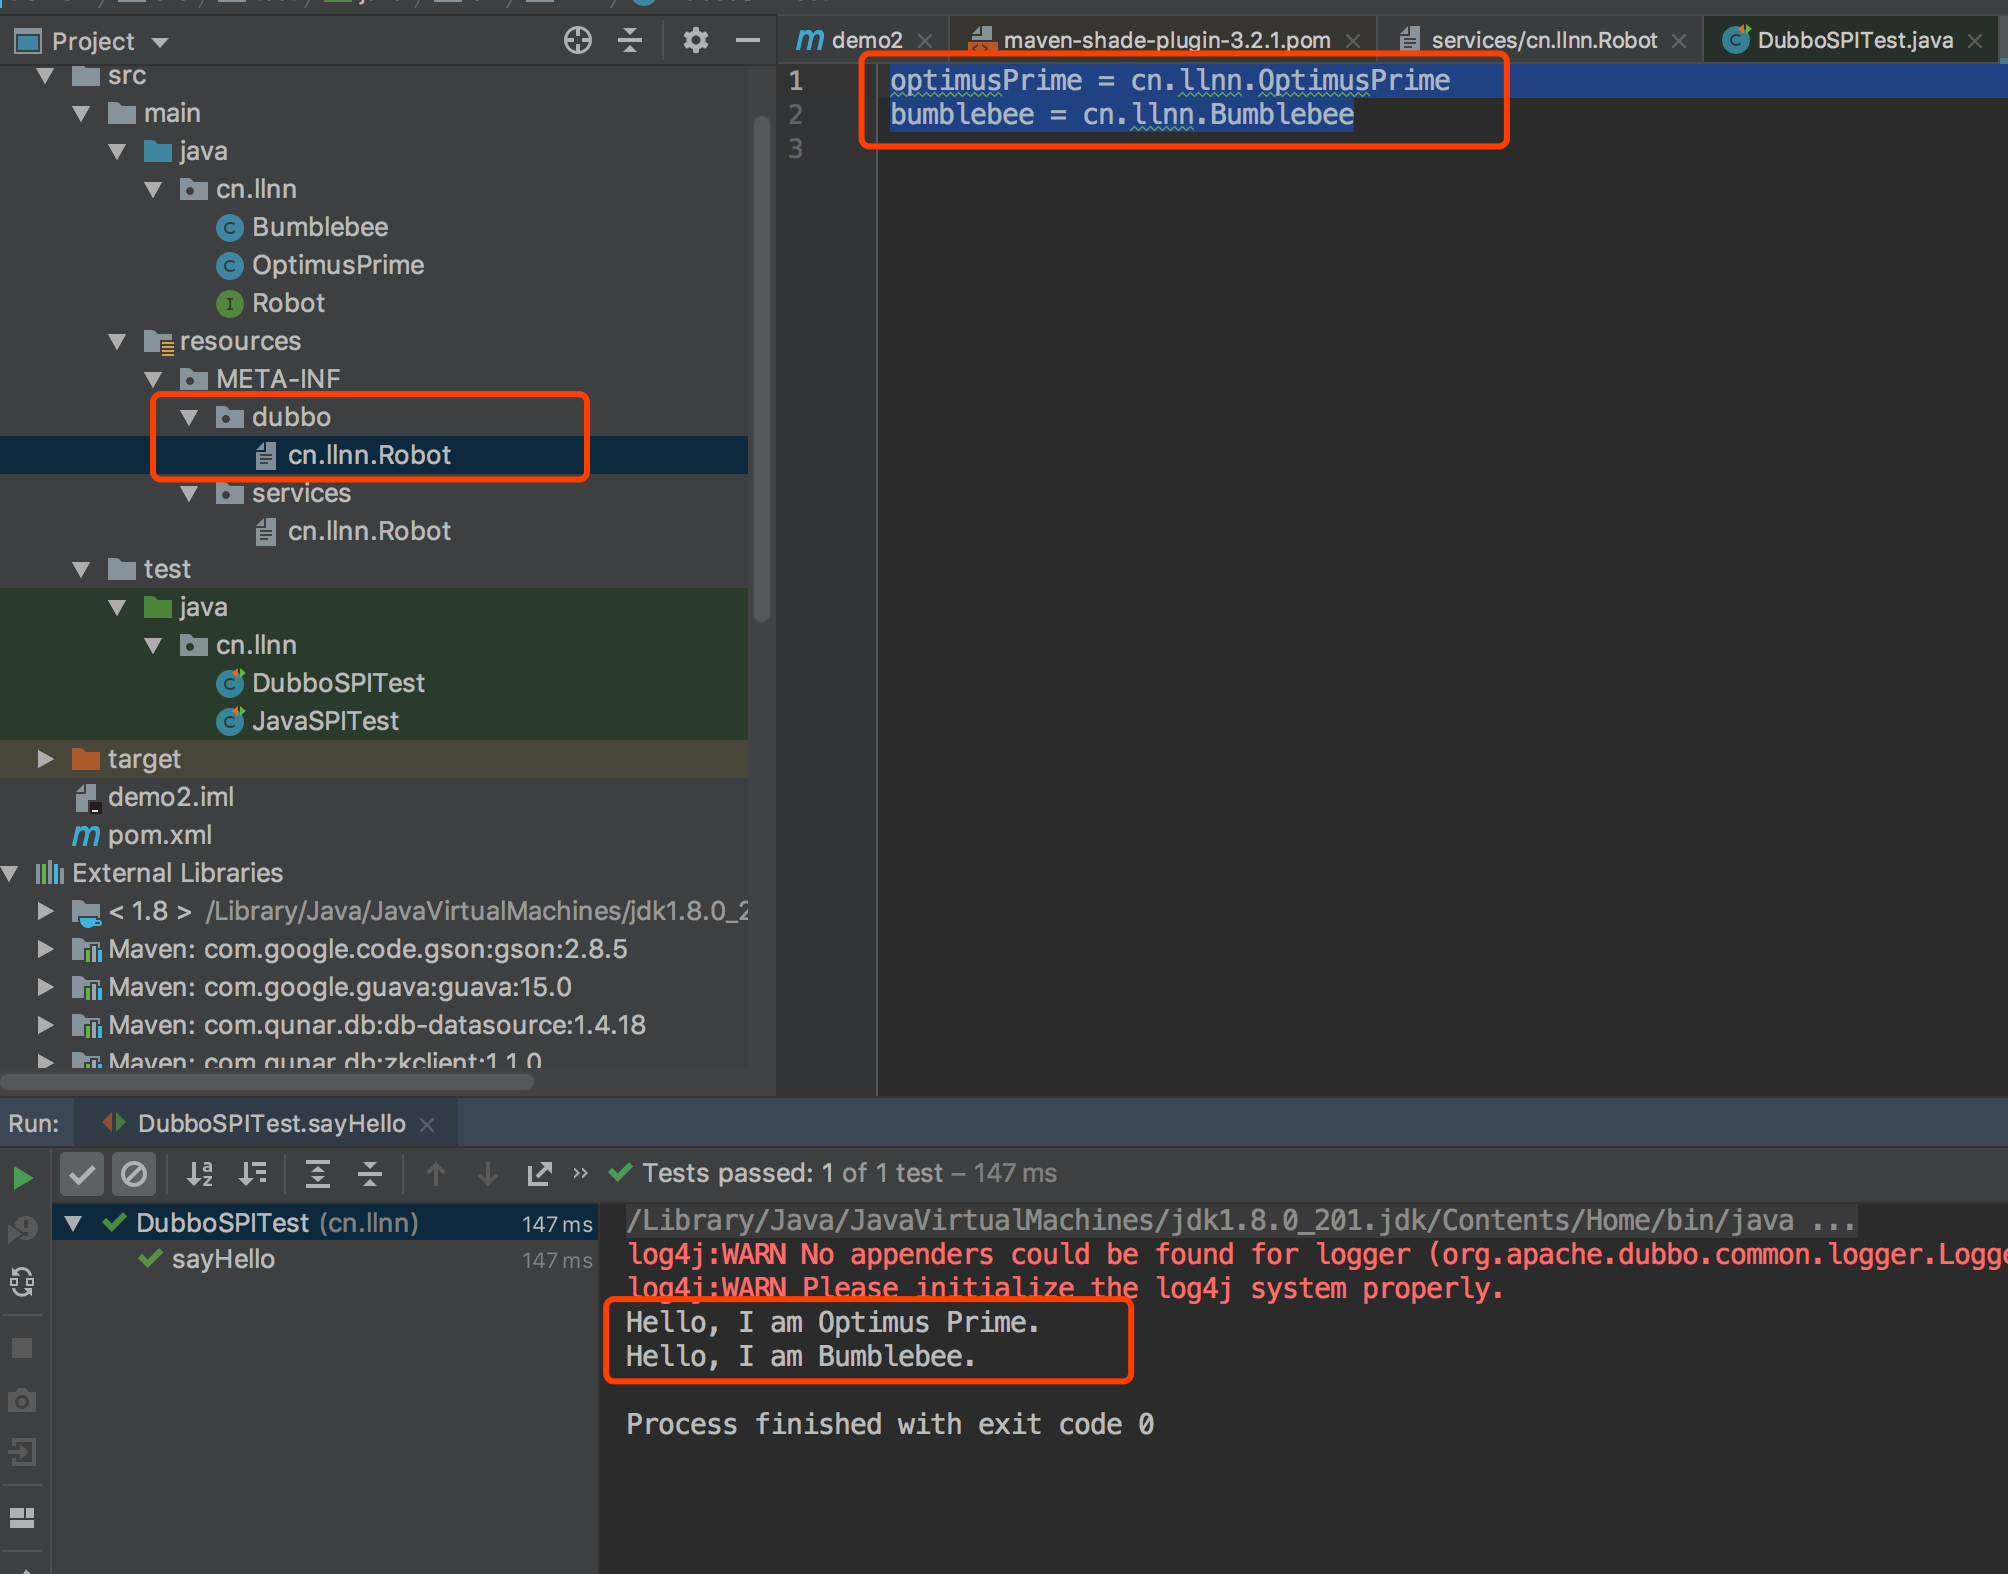 Project
demo2
maven-shade-plugin-3.2.1.pom
services/cn.llnn.Robot
DubboSPITest.java
src
main
java
cn.llnn
Bumblebee
OptimusPrime
Robot
resources
META-INF
dubbo
cn.llnn.Robot
services
cn.llnn.Robot
test
java
cn.llnn
DubboSPITest
JavaSPITest
target
demo2.iml
pom.xml
External Libraries
< 1.8 > /Library/Java/JavaVirtualMachines/jdk1.8.0_2
Maven: com.google.code.gson:gson:2.8.5
Maven: com.google.guava:guava:15.0
Maven: com.qunar.db:db-datasource:1.4.18
Maven: com.qunar.db:zkclient:1.1.0
1 optimusPrime = cn.llnn.OptimusPrime
2 bumblebee = cn.llnn.Bumblebee
3
Run: DubboSPITest.sayHello
Tests passed: 1 of 1 test – 147 ms
DubboSPITest (cn.llnn) 147 ms
sayHello 147 ms
/Library/Java/JavaVirtualMachines/jdk1.8.0_201.jdk/Contents/Home/bin/java ...
log4j:WARN No appenders could be found for logger (org.apache.dubbo.common.logger.Logge
log4j:WARN Please initialize the log4j system properly.
Hello, I am Optimus Prime.
Hello, I am Bumblebee.
Process finished with exit code 0